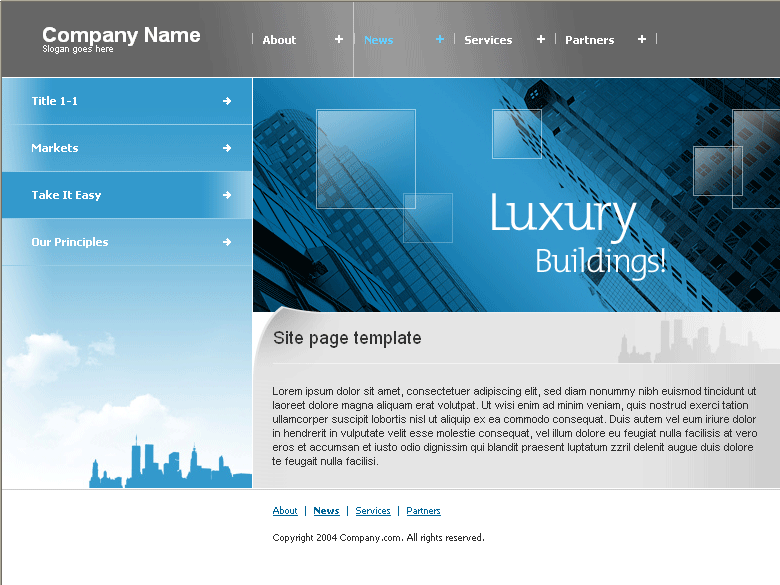 Company Name
Slogan goes here
About + News + Services + Partners +
Title 1-1
Markets
Take It Easy
Our Principles
Luxury
Buildings!
Site page template
Lorem ipsum dolor sit amet, consectetuer adipiscing elit, sed diam nonummy nibh euismod tincidunt ut
laoreet dolore magna aliquam erat volutpat. Ut wisi enim ad minim veniam, quis nostrud exerci tation
ullamcorper suscipit lobortis nisl ut aliquip ex ea commodo consequat. Duis autem vel eum iriure dolor
in hendrerit in vulputate velit esse molestie consequat, vel illum dolore eu feugiat nulla facilisis at vero
eros et accumsan et iusto odio dignissim qui blandit praesent luptatum zzril delenit augue duis dolore
te feugait nulla facilisi.
About | News | Services | Partners
Copyright 2004 Company.com. All rights reserved.